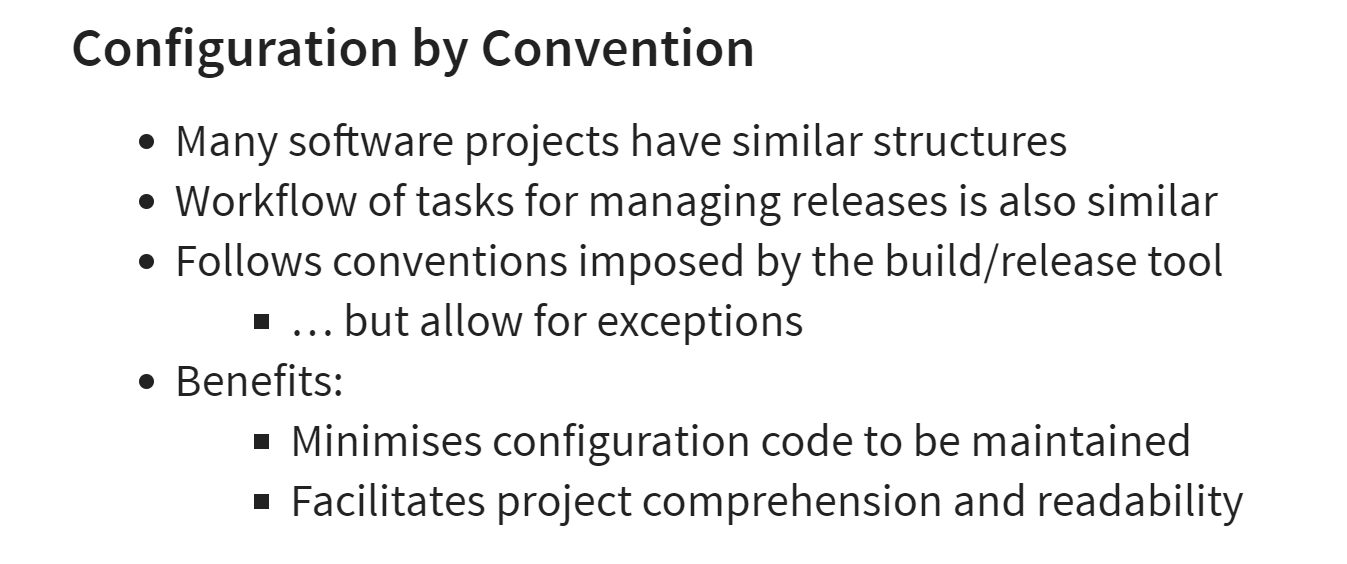 Configuration by Convention
• Many software projects have similar structures
• Workflow of tasks for managing releases is also similar
• Follows conventions imposed by the build/release tool
▪ … but allow for exceptions
• Benefits:
▪ Minimises configuration code to be maintained
▪ Facilitates project comprehension and readability